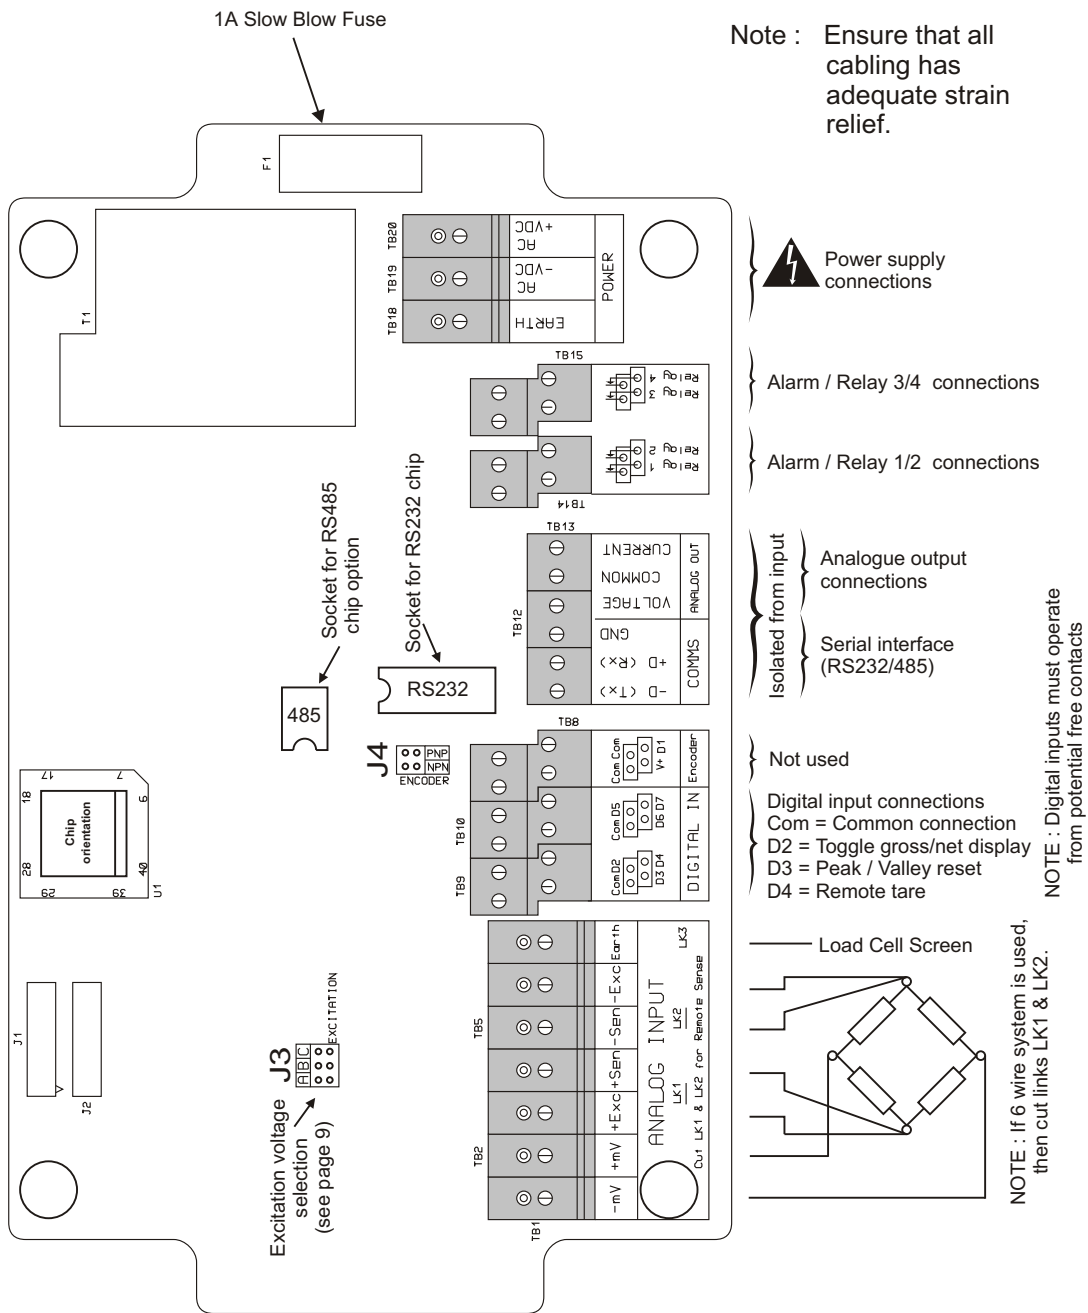 1A Slow Blow Fuse
Note : Ensure that all
cabling has
adequate strain
relief.
F1
T1
TB20
TB19
TB18
AC
+VDC
AC
-VDC
EARTH
POWER
Power supply
connections
TB15
Relay 4
Relay 3
Alarm / Relay 3/4 connections
Relay 2
Relay 1
Alarm / Relay 1/2 connections
TB14
TB13
TB12
CURRENT
COMMON
VOLTAGE
GND
+D (Rx)
-D (Tx)
ANALOG OUT
COMMS
Isolated from input
Analogue output
connections
Serial interface
(RS232/485)
NOTE : Digital inputs must operate
from potential free contacts
Socket for RS485
chip option
Socket for RS232 chip
485
RS232
J4
PNP
NPN
ENCODER
TB8
TB10
TB9
Com Com
V+ D1
Encoder
Com D5
D6 D7
Com D2
D3 D4
DIGITAL IN
Not used
Digital input connections
Com = Common connection
D2 = Toggle gross/net display
D3 = Peak / Valley reset
D4 = Remote tare
17
7
18
6
28
40
29
39
U1
Chip
orientation
J1
J2
J3
A B C
EXCITATION
Excitation voltage
selection
(see page 9)
TB5
TB2
TB1
Earth
-Exc
-Sen
+Sen
+Exc
+mV
-mV
ANALOG INPUT
LK3
LK2
LK1
Cut LK1 & LK2 for Remote Sense
Load Cell Screen
NOTE : If 6 wire system is used,
then cut links LK1 & LK2.